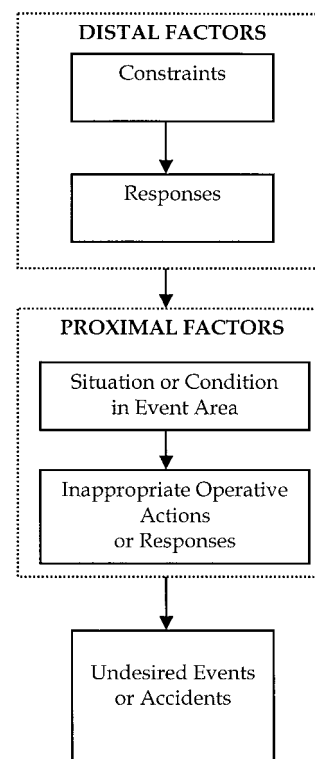 DISTAL FACTORS
Constraints
Responses
PROXIMAL FACTORS
Situation or Condition
in Event Area
Inappropriate Operative
Actions
or Responses
Undesired Events
or Accidents